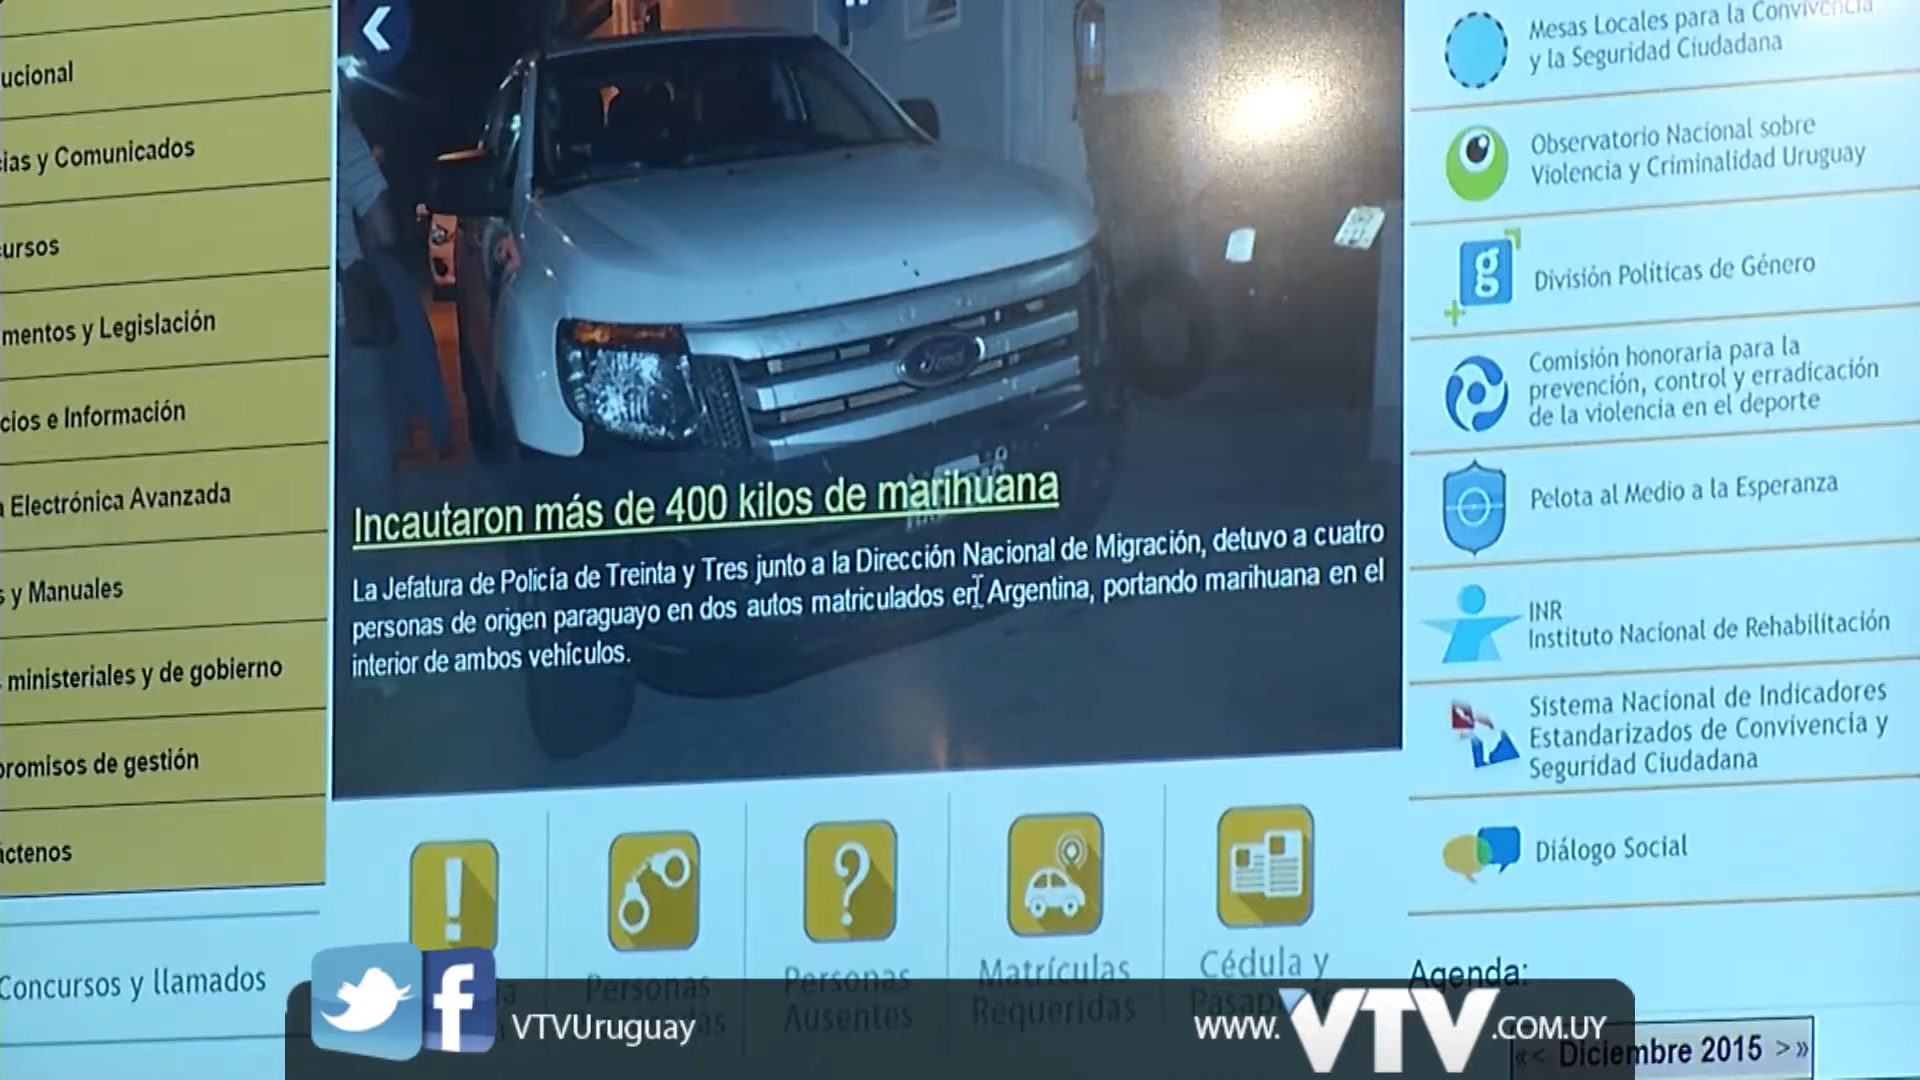 ucional
ias y Comunicados
ursos
mentos y Legislación
cios e Información
Electrónica Avanzada
s y Manuales
ministeriales y de gobierno
promisos de gestión
áctenos
Concursos y llamados
Ford
Incautaron más de 400 kilos de marihuana
La Jefatura de Policía de Treinta y Tres junto a la Dirección Nacional de Migración, detuvo a cuatro
personas de origen paraguayo en dos autos matriculados en Argentina, portando marihuana en el
interior de ambos vehículos.
Personas
Personas
Ausentes
Matrículas
Requeridas
Cédula y
Mesas Locales para la Convivencia
y la Seguridad Ciudadana
Observatorio Nacional sobre
Violencia y Criminalidad Uruguay
g
División Políticas de Género
Comisión honoraria para la
prevención, control y erradicación
de la violencia en el deporte
Pelota al Medio a la Esperanza
INR
Instituto Nacional de Rehabilitación
Sistema Nacional de Indicadores
Estandarizados de Convivencia y
Seguridad Ciudadana
Diálogo Social
Agenda:
«< Diciembre 2015 >»
f VTVUruguay
www.VTV.COM.UY